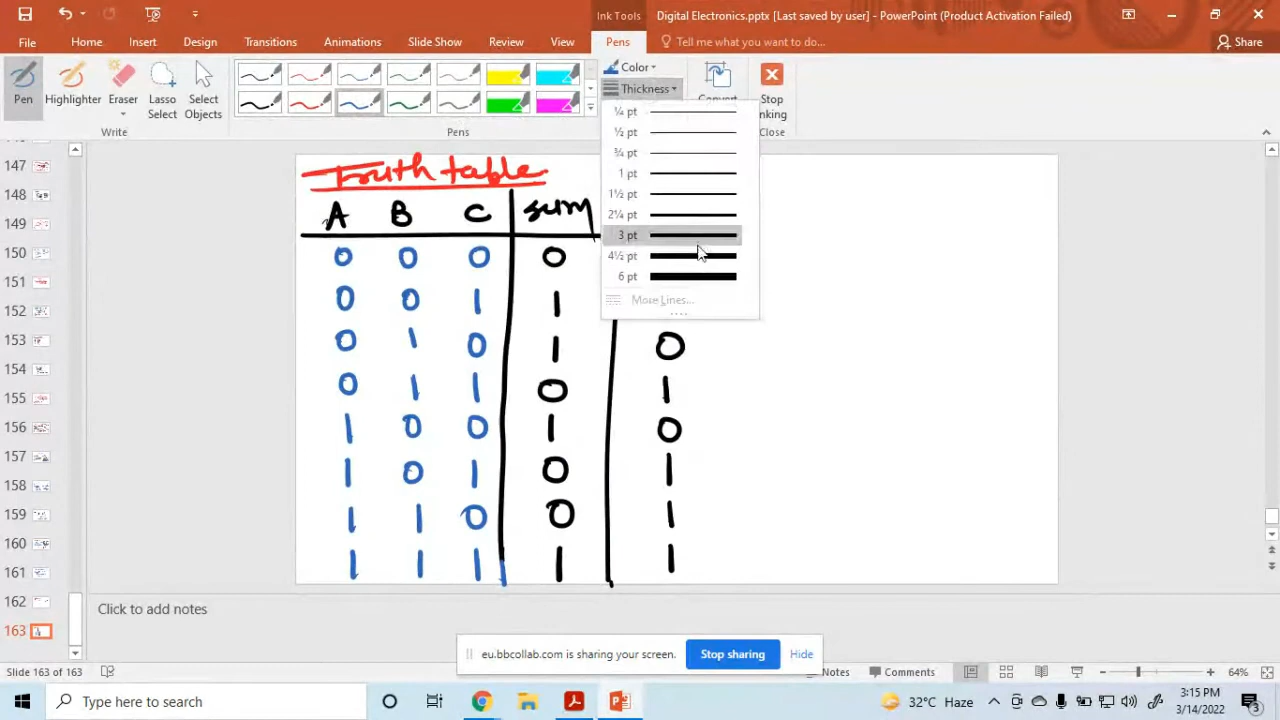 Ink Tools
Digital Electronics.pptx [Last saved by user] - PowerPoint (Product Activation Failed)
File Home Insert Design Transitions Animations Slide Show Review View Pens Tell me what you want to do... Share
Highlighter Eraser Lasso Select Select Objects
Color
Thickness
Convert
Stop Inking
Write Pens Close
¼ pt
½ pt
¾ pt
1 pt
1½ pt
2¼ pt
3 pt
4½ pt
6 pt
More Lines...
147
148
149
150
151
152
153
154
155
156
157
158
159
160
161
162
163
Truth table
A B C sum
0 0 0 0
0 0 1 1
0 1 0 1 0
0 1 1 0 1
1 0 0 1 0
1 0 1 0 1
1 1 0 0 1
1 1 1 1 1
Click to add notes
eu.bbcollab.com is sharing your screen. Stop sharing Hide
Slide 163 of 163 Notes Comments 64%
Type here to search
32°C Haze
3:15 PM
3/14/2022
3